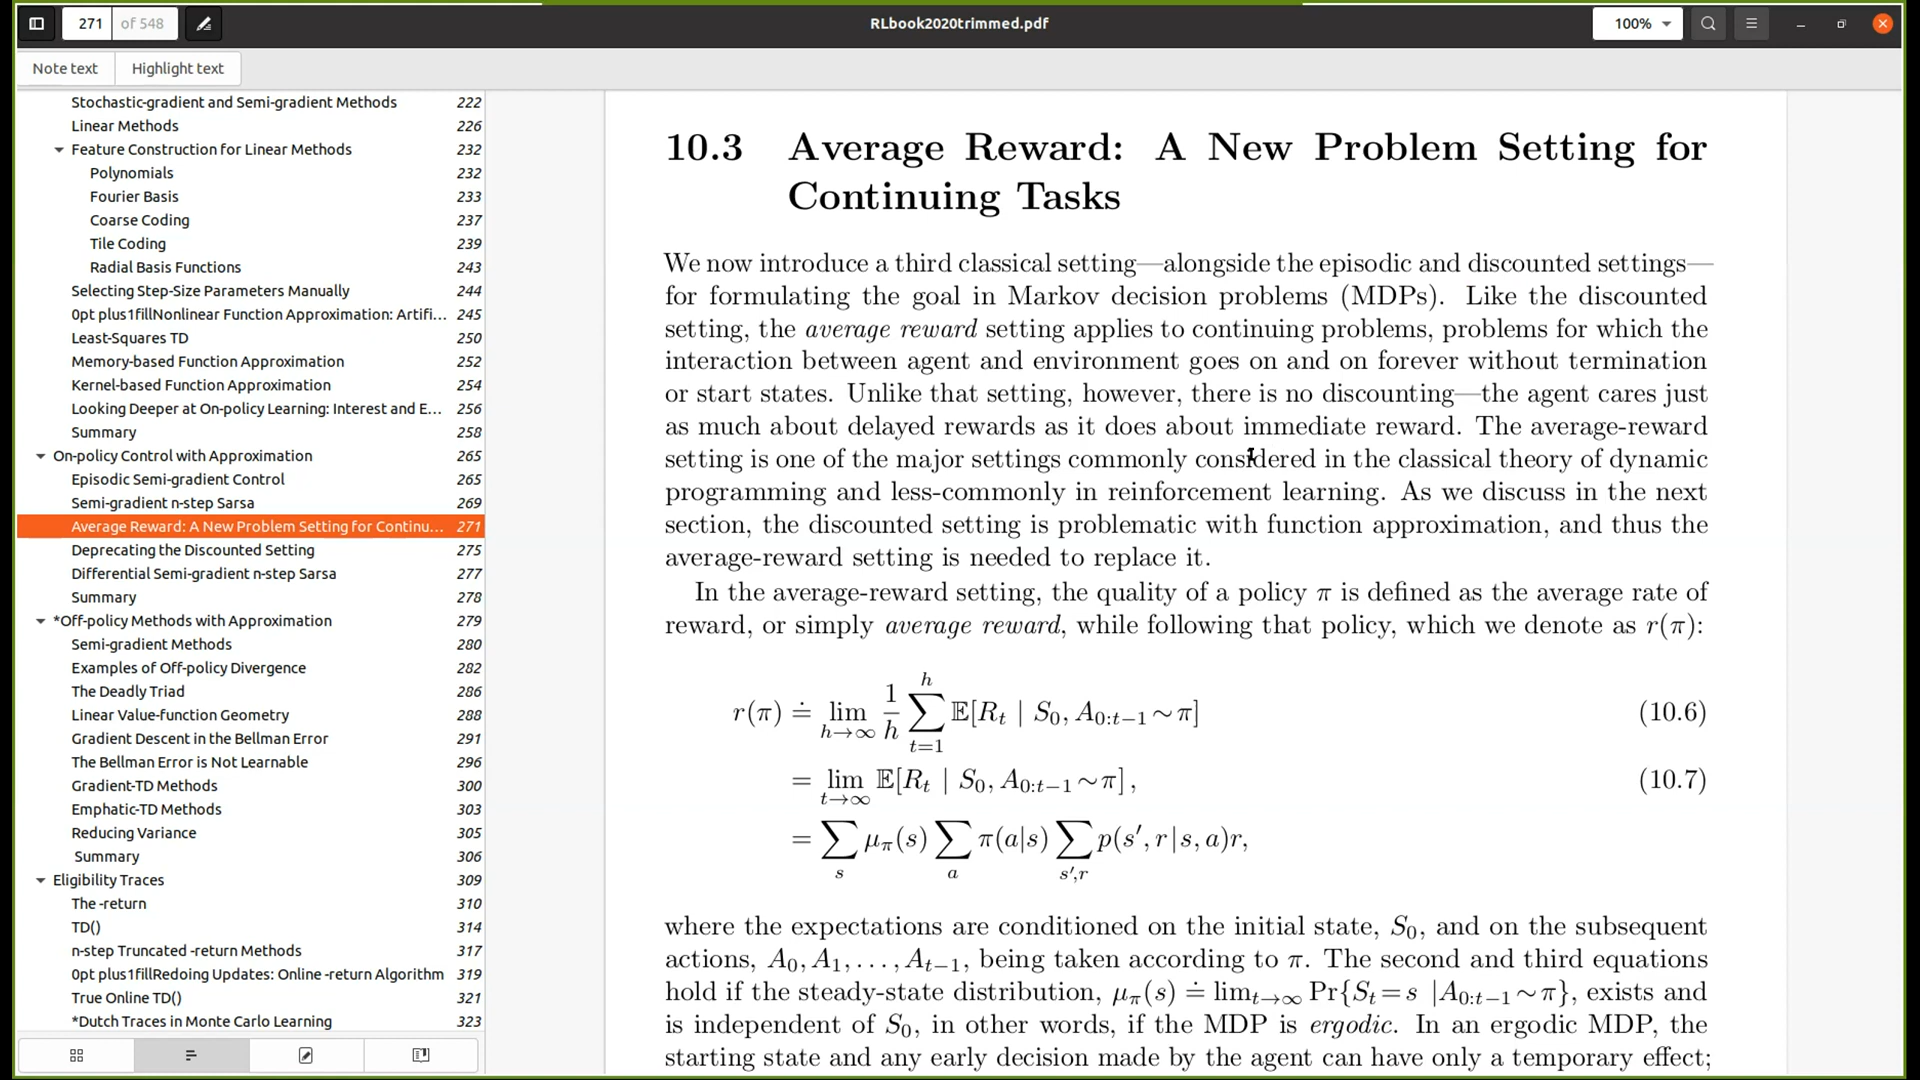 271 of 548
RLbook2020trimmed.pdf
100%
Note text
Highlight text
Stochastic-gradient and Semi-gradient Methods 222
Linear Methods 226
Feature Construction for Linear Methods 232
Polynomials 232
Fourier Basis 233
Coarse Coding 237
Tile Coding 239
Radial Basis Functions 243
Selecting Step-Size Parameters Manually 244
0pt plus1fillNonlinear Function Approximation: Artifi... 245
Least-Squares TD 250
Memory-based Function Approximation 252
Kernel-based Function Approximation 254
Looking Deeper at On-policy Learning: Interest and E... 256
Summary 258
On-policy Control with Approximation 265
Episodic Semi-gradient Control 265
Semi-gradient n-step Sarsa 269
Average Reward: A New Problem Setting for Continu... 271
Deprecating the Discounted Setting 275
Differential Semi-gradient n-step Sarsa 277
Summary 278
*Off-policy Methods with Approximation 279
Semi-gradient Methods 280
Examples of Off-policy Divergence 282
The Deadly Triad 286
Linear Value-function Geometry 288
Gradient Descent in the Bellman Error 291
The Bellman Error is Not Learnable 296
Gradient-TD Methods 300
Emphatic-TD Methods 303
Reducing Variance 305
Summary 306
Eligibility Traces 309
The -return 310
TD() 314
n-step Truncated -return Methods 317
0pt plus1fillRedoing Updates: Online -return Algorithm 319
True Online TD() 321
*Dutch Traces in Monte Carlo Learning 323
10.3 Average Reward: A New Problem Setting for
Continuing Tasks
We now introduce a third classical setting—alongside the episodic and discounted settings—
for formulating the goal in Markov decision problems (MDPs). Like the discounted
setting, the average reward setting applies to continuing problems, problems for which the
interaction between agent and environment goes on and on forever without termination
or start states. Unlike that setting, however, there is no discounting—the agent cares just
as much about delayed rewards as it does about immediate reward. The average-reward
setting is one of the major settings commonly considered in the classical theory of dynamic
programming and less-commonly in reinforcement learning. As we discuss in the next
section, the discounted setting is problematic with function approximation, and thus the
average-reward setting is needed to replace it.
In the average-reward setting, the quality of a policy π is defined as the average rate of
reward, or simply average reward, while following that policy, which we denote as r(π):
r(π) ≐ lim_{h→∞} 1/h ∑_{t=1}^{h} 𝔼[R_t | S_0, A_{0:t−1} ∼ π] (10.6)
= lim_{t→∞} 𝔼[R_t | S_0, A_{0:t−1} ∼ π], (10.7)
= ∑_s μ_π(s) ∑_a π(a|s) ∑_{s′,r} p(s′, r|s, a)r,
where the expectations are conditioned on the initial state, S_0, and on the subsequent
actions, A_0, A_1, . . . , A_{t−1}, being taken according to π. The second and third equations
hold if the steady-state distribution, μ_π(s) ≐ lim_{t→∞} Pr{S_t = s | A_{0:t−1} ∼ π}, exists and
is independent of S_0, in other words, if the MDP is ergodic. In an ergodic MDP, the
starting state and any early decision made by the agent can have only a temporary effect;